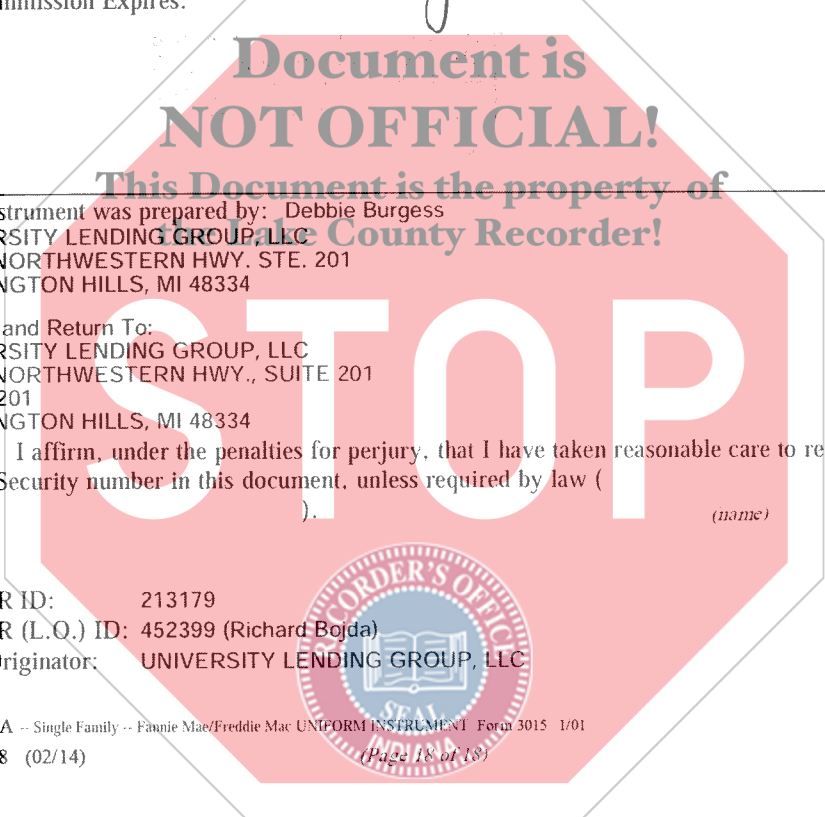 mmission Expires:
Document is
NOT OFFICIAL!
This Document is the property of
the Lake County Recorder!
strument was prepared by: Debbie Burgess
RSITY LENDING GROUP, LLC
NORTHWESTERN HWY. STE. 201
NGTON HILLS, MI 48334
and Return To:
RSITY LENDING GROUP, LLC
NORTHWESTERN HWY., SUITE 201
201
NGTON HILLS, MI 48334
STOP
I affirm, under the penalties for perjury, that I have taken reasonable care to re
Security number in this document, unless required by law (
).
(name)
R ID: 213179
R (L.O.) ID: 452399 (Richard Bojda)
riginator: UNIVERSITY LENDING GROUP, LLC
RECORDER'S OFFICE
SEAL
INDIANA
A -- Single Family -- Fannie Mae/Freddie Mac UNIFORM INSTRUMENT Form 3015 1/01
8 (02/14)
(Page 18 of 18)